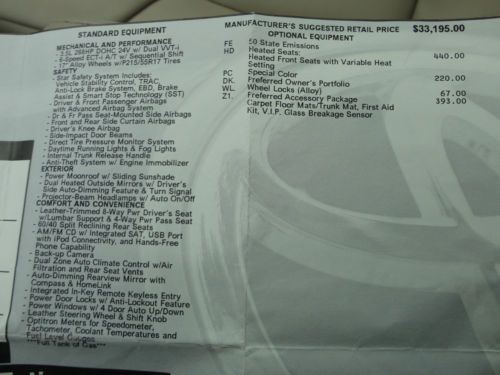 STANDARD EQUIPMENT
MECHANICAL AND PERFORMANCE
- 3.5L 268HP DOHC 24V w/ Dual VVT-i
- 6-Speed ECT-i A/T w/ Sequential Shift
- 17" Alloy Wheels w/P215/55R17 Tires
SAFETY
- Star Safety System Includes:
Vehicle Stability Control, TRAC,
Anti-Lock Brake System, EBD, Brake
Assist & Smart Stop Technology (SST)
- Driver & Front Passenger Airbags
with Advanced Airbag System
- Dr & Fr Pass Seat-Mounted Side Airbags
- Front and Rear Side Curtain Airbags
- Driver's Knee Airbag
- Side-Impact Door Beams
- Direct Tire Pressure Monitor System
- Daytime Running Lights & Fog Lights
- Internal Trunk Release Handle
- Anti-Theft System w/ Engine Immobilizer
EXTERIOR
- Power Moonroof w/ Sliding Sunshade
- Dual Heated Outside Mirrors w/ Driver's
Side Auto-Dimming Feature & Turn Signal
- Projector-Beam Headlamps w/ Auto On/Off
COMFORT AND CONVENIENCE
- Leather-Trimmed 8-Way Pwr Driver's Seat
w/Lumbar Support & 4-Way Pwr Pass Seat
- 60/40 Split Reclining Rear Seats
- AM/FM CD w/ Integrated SAT, USB Port
with iPod Connectivity, and Hands-Free
Phone Capability
- Back-up Camera
- Dual Zone Auto Climate Control w/Air
Filtration and Rear Seat Vents
- Auto-Dimming Rearview Mirror with
Compass & HomeLink
- Integrated In-Key Remote Keyless Entry
- Power Door Locks w/ Anti-Lockout Feature
- Power Windows w/ 4 Door Auto Up/Down
- Leather Steering Wheel & Shift Knob
- Optitron Meters for Speedometer,
Tachometer, Coolant Temperatures and
Fuel Level Gauges
***Full Tank of Gas***
MANUFACTURER'S SUGGESTED RETAIL PRICE $33,195.00
OPTIONAL EQUIPMENT
FE 50 State Emissions
HD Heated Seats:
Heated Front Seats with Variable Heat 440.00
Setting
PC Special Color
DK. Preferred Owner's Portfolio 220.00
WL. Wheel Locks (Alloy) 67.00
Z1. Preferred Accessory Package 393.00
Carpet Floor Mats/Trunk Mat, First Aid
Kit, V.I.P. Glass Breakage Sensor